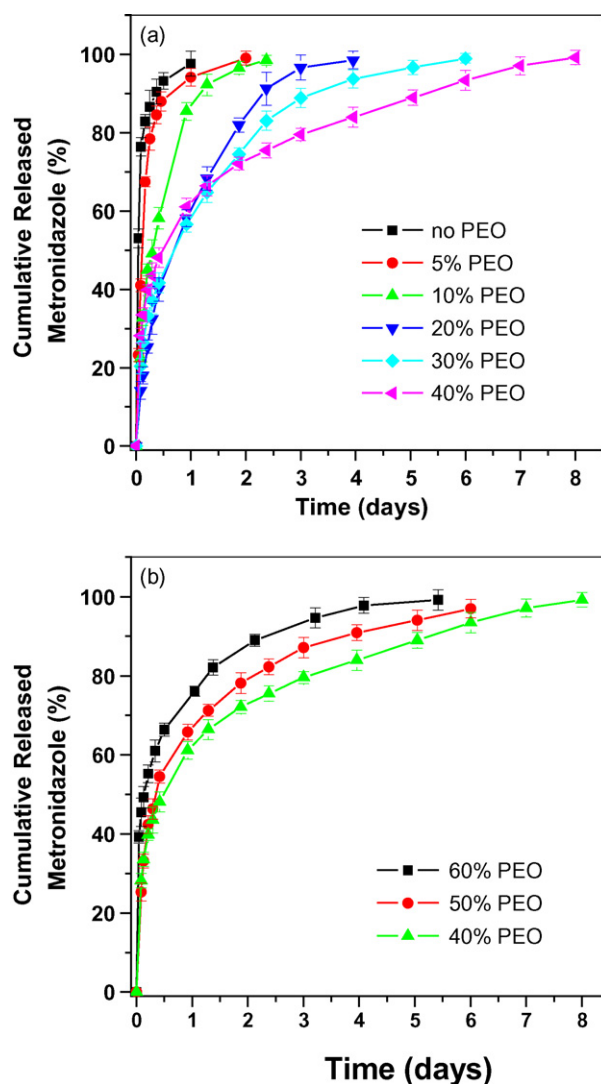 (a)
100
80
60
40
20
0
Cumulative Released
Metronidazole (%)
no PEO
5% PEO
10% PEO
20% PEO
30% PEO
40% PEO
0 1 2 3 4 5 6 7 8
Time (days)
(b)
100
80
60
40
20
0
Cumulative Released
Metronidazole (%)
60% PEO
50% PEO
40% PEO
0 1 2 3 4 5 6 7 8
Time (days)